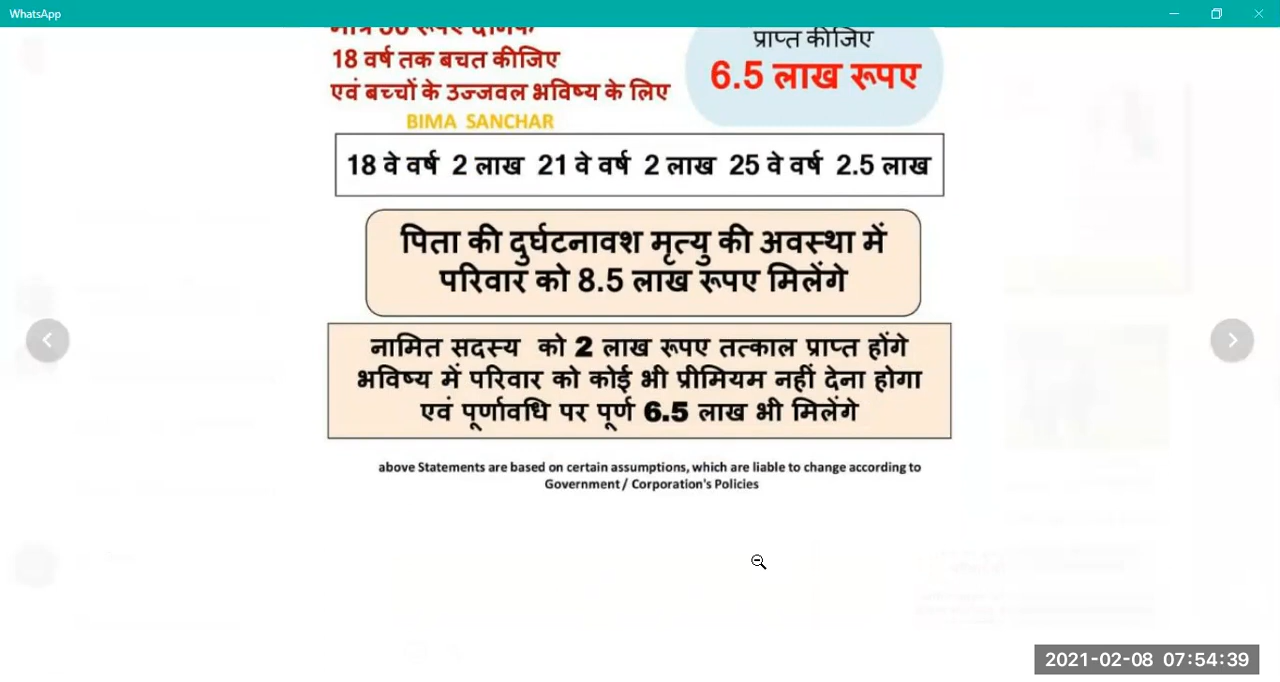 WhatsApp
18 वर्ष तक बचत कीजिए
एवं बच्चों के उज्जवल भविष्य के लिए
BIMA SANCHAR
प्राप्त कीजिए
6.5 लाख रूपए
18 वे वर्ष 2 लाख 21 वे वर्ष 2 लाख 25 वे वर्ष 2.5 लाख
पिता की दुर्घटनावश मृत्यु की अवस्था में
परिवार को 8.5 लाख रूपए मिलेंगे
नामित सदस्य को 2 लाख रूपए तत्काल प्राप्त होंगे
भविष्य में परिवार को कोई भी प्रीमियम नहीं देना होगा
एवं पूर्णावधि पर पूर्ण 6.5 लाख भी मिलेंगे
above Statements are based on certain assumptions, which are liable to change according to
Government / Corporation's Policies
2021-02-08 07:54:39